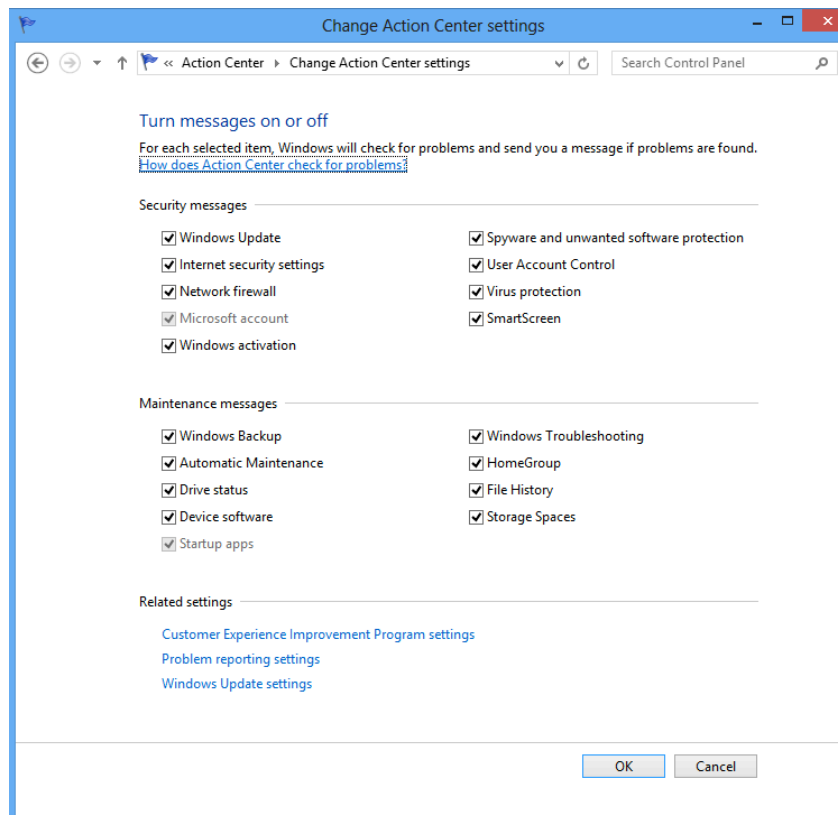 Change Action Center settings
« Action Center Change Action Center settings
Search Control Panel
Turn messages on or off
For each selected item, Windows will check for problems and send you a message if problems are found.
How does Action Center check for problems?
Security messages
Windows Update
Spyware and unwanted software protection
Internet security settings
User Account Control
Network firewall
Virus protection
Microsoft account
SmartScreen
Windows activation
Maintenance messages
Windows Backup
Windows Troubleshooting
Automatic Maintenance
HomeGroup
Drive status
File History
Device software
Storage Spaces
Startup apps
Related settings
Customer Experience Improvement Program settings
Problem reporting settings
Windows Update settings
OK
Cancel